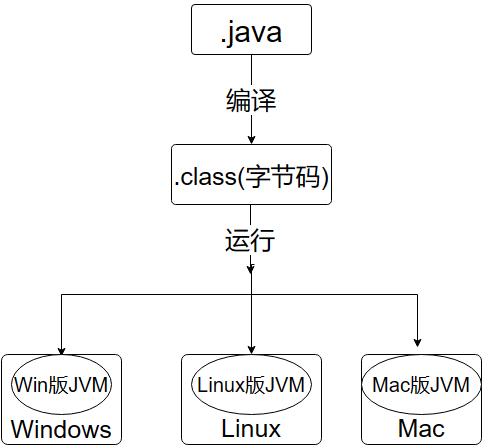 .java
编译
.class(字节码)
运行
Win版JVM
Linux版JVM
Mac版JVM
Windows
Linux
Mac